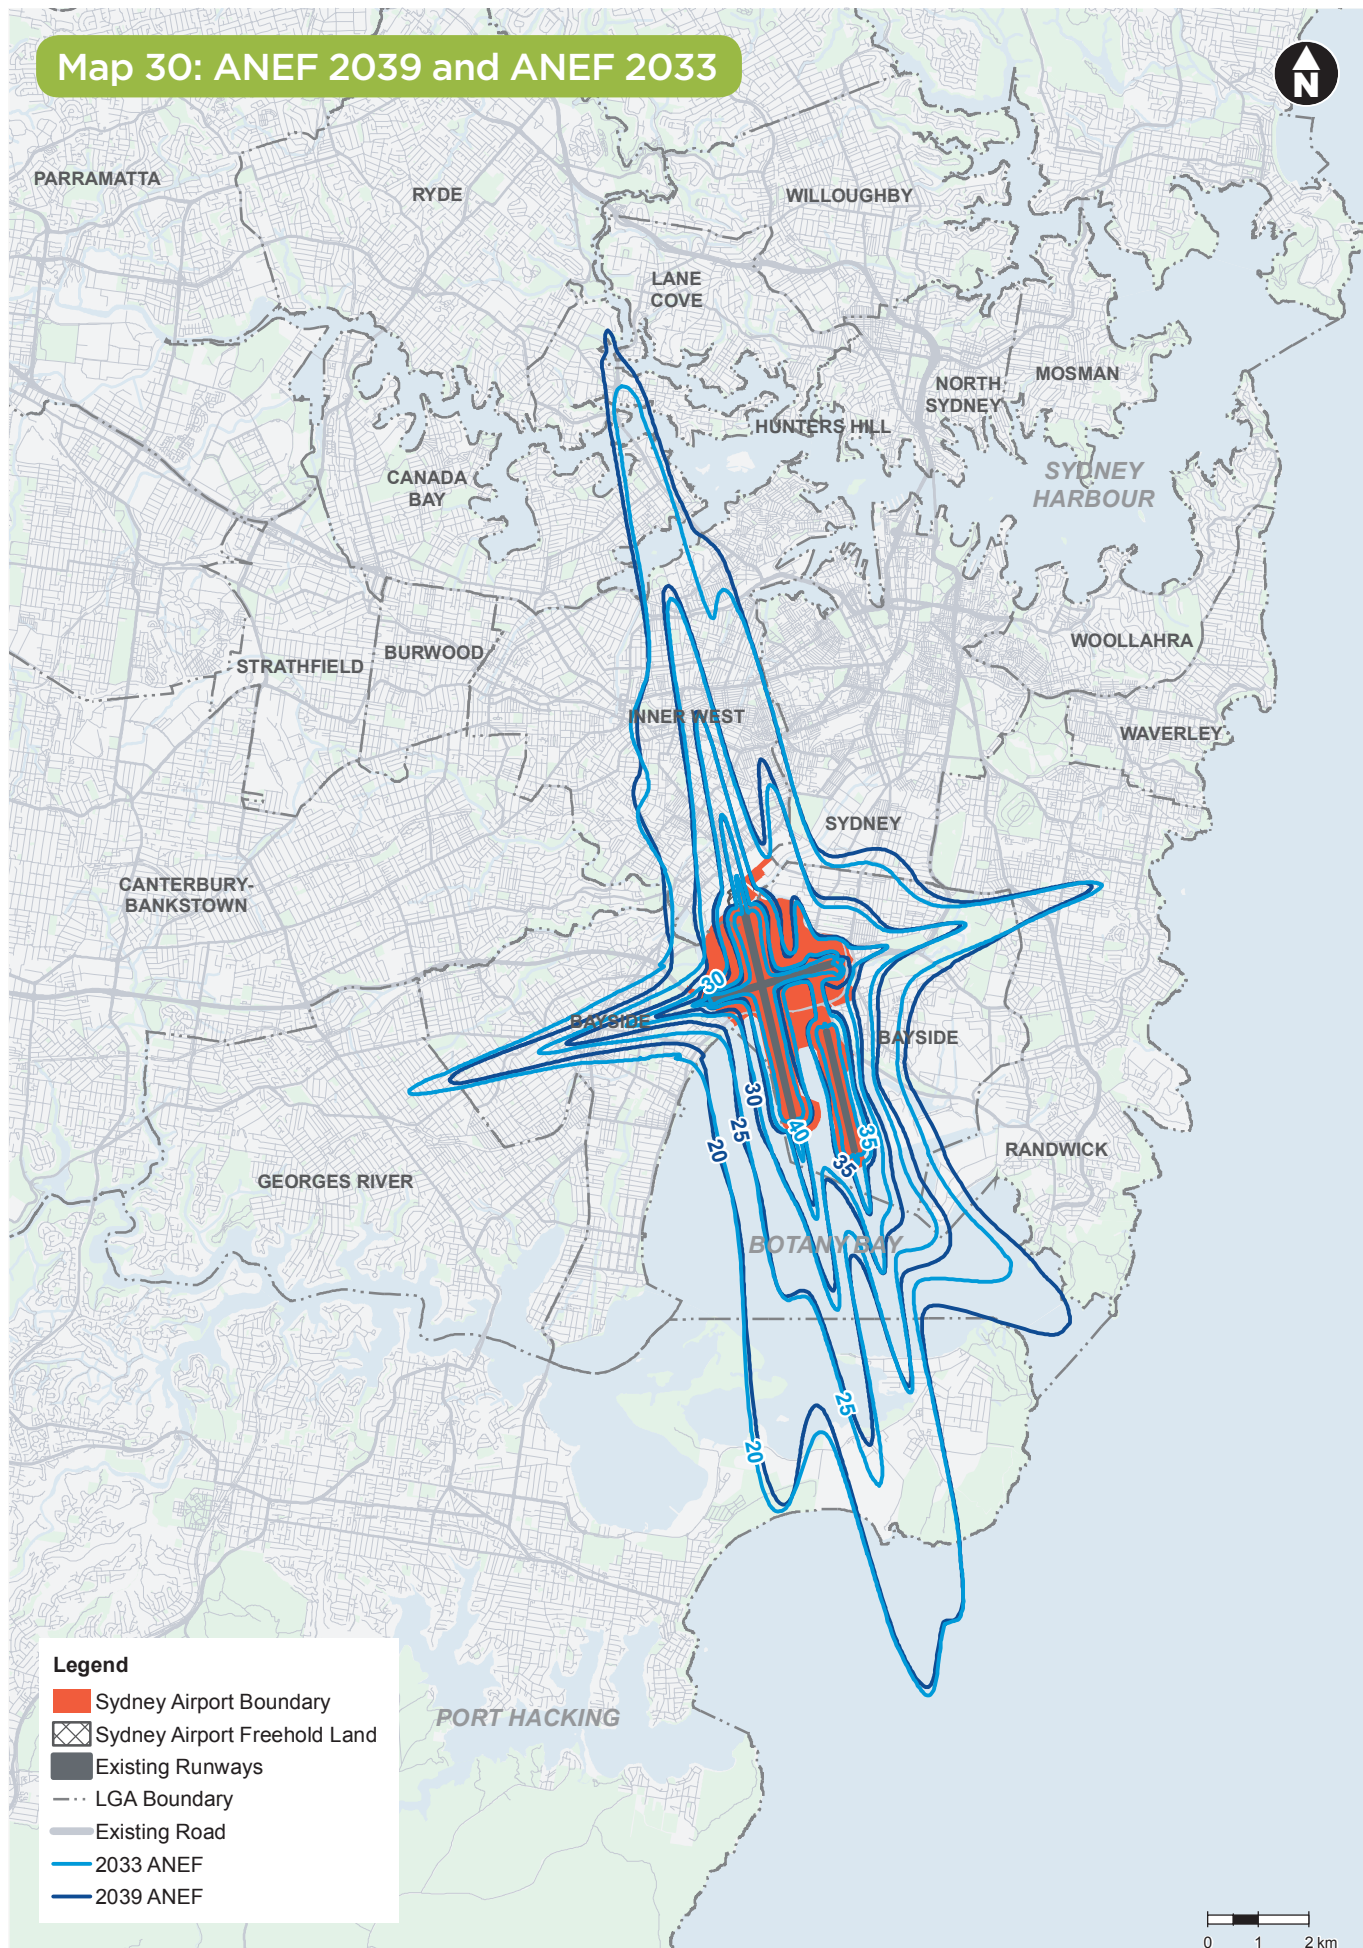 Map 30: ANEF 2039 and ANEF 2033
N
PARRAMATTA
RYDE
WILLOUGHBY
LANE
COVE
MOSMAN
NORTH
SYDNEY
HUNTERS HILL
SYDNEY
HARBOUR
CANADA
BAY
WOOLLAHRA
BURWOOD
STRATHFIELD
INNER WEST
WAVERLEY
SYDNEY
CANTERBURY-
BANKSTOWN
30
BAYSIDE
BAYSIDE
30
25
20
40
35
35
RANDWICK
GEORGES RIVER
BOTANY BAY
25
20
PORT HACKING
Legend
Sydney Airport Boundary
Sydney Airport Freehold Land
Existing Runways
LGA Boundary
Existing Road
2033 ANEF
2039 ANEF
0 1 2 km